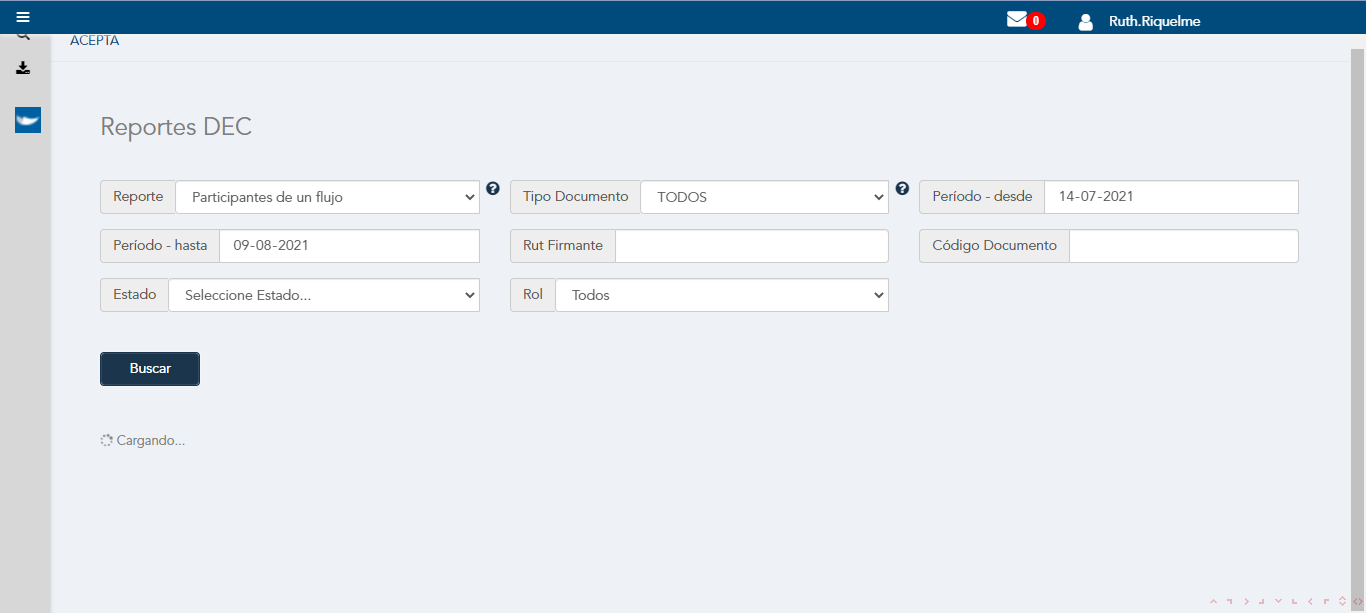 0 Ruth.Riquelme
ACEPTA
Reportes DEC
Reporte Participantes de un flujo Tipo Documento TODOS Período - desde 14-07-2021
Período - hasta 09-08-2021 Rut Firmante Código Documento
Estado Seleccione Estado... Rol Todos
Buscar
Cargando...